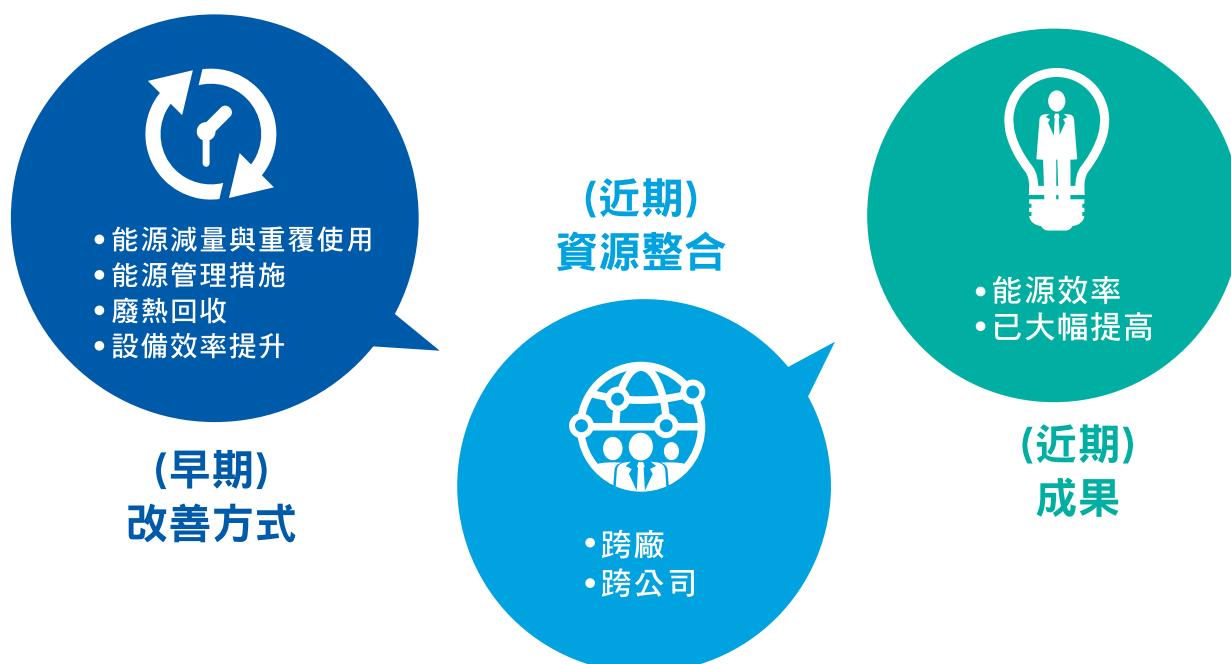 • 能源減量與重覆使用
• 能源管理措施
• 廢熱回收
• 設備效率提升
(早期)
改善方式
(近期)
資源整合
• 跨廠
• 跨公司
• 能源效率
• 已大幅提高
(近期)
成果